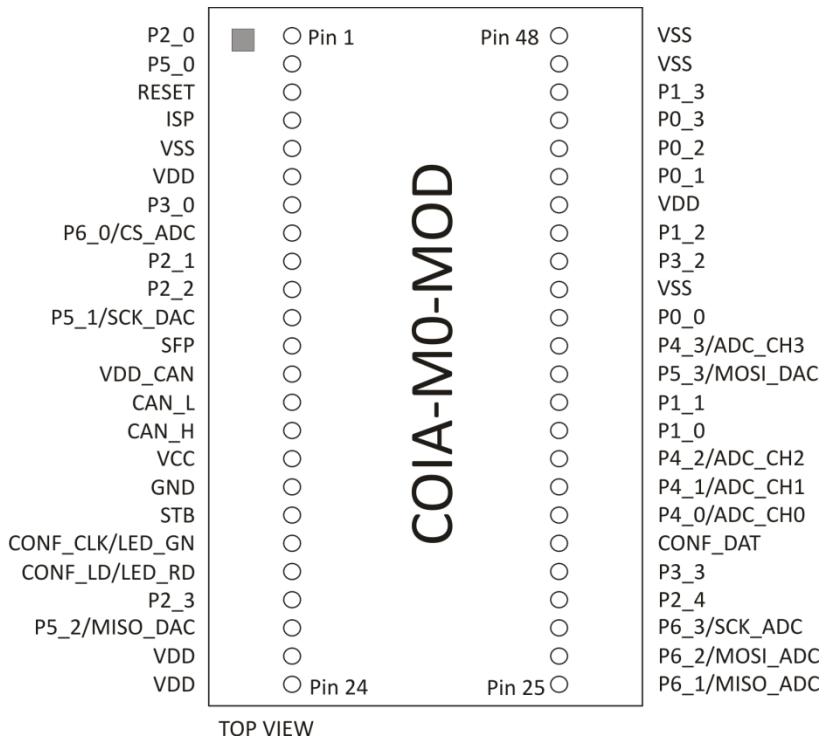 P2_0 Pin 1 Pin 48 VSS
P5_0 VSS
RESET P1_3
ISP P0_3
VSS P0_2
VDD P0_1
P3_0 VDD
P6_0/CS_ADC P1_2
P2_1 P3_2
P2_2 VSS
P5_1/SCK_DAC P0_0
SFP P4_3/ADC_CH3
VDD_CAN P5_3/MOSI_DAC
CAN_L P1_1
CAN_H P1_0
VCC P4_2/ADC_CH2
GND P4_1/ADC_CH1
STB P4_0/ADC_CH0
CONF_CLK/LED_GN CONF_DAT
CONF_LD/LED_RD P3_3
P2_3 P2_4
P5_2/MISO_DAC P6_3/SCK_ADC
VDD P6_2/MOSI_ADC
VDD Pin 24 Pin 25 P6_1/MISO_ADC
COIA-M0-MOD
TOP VIEW